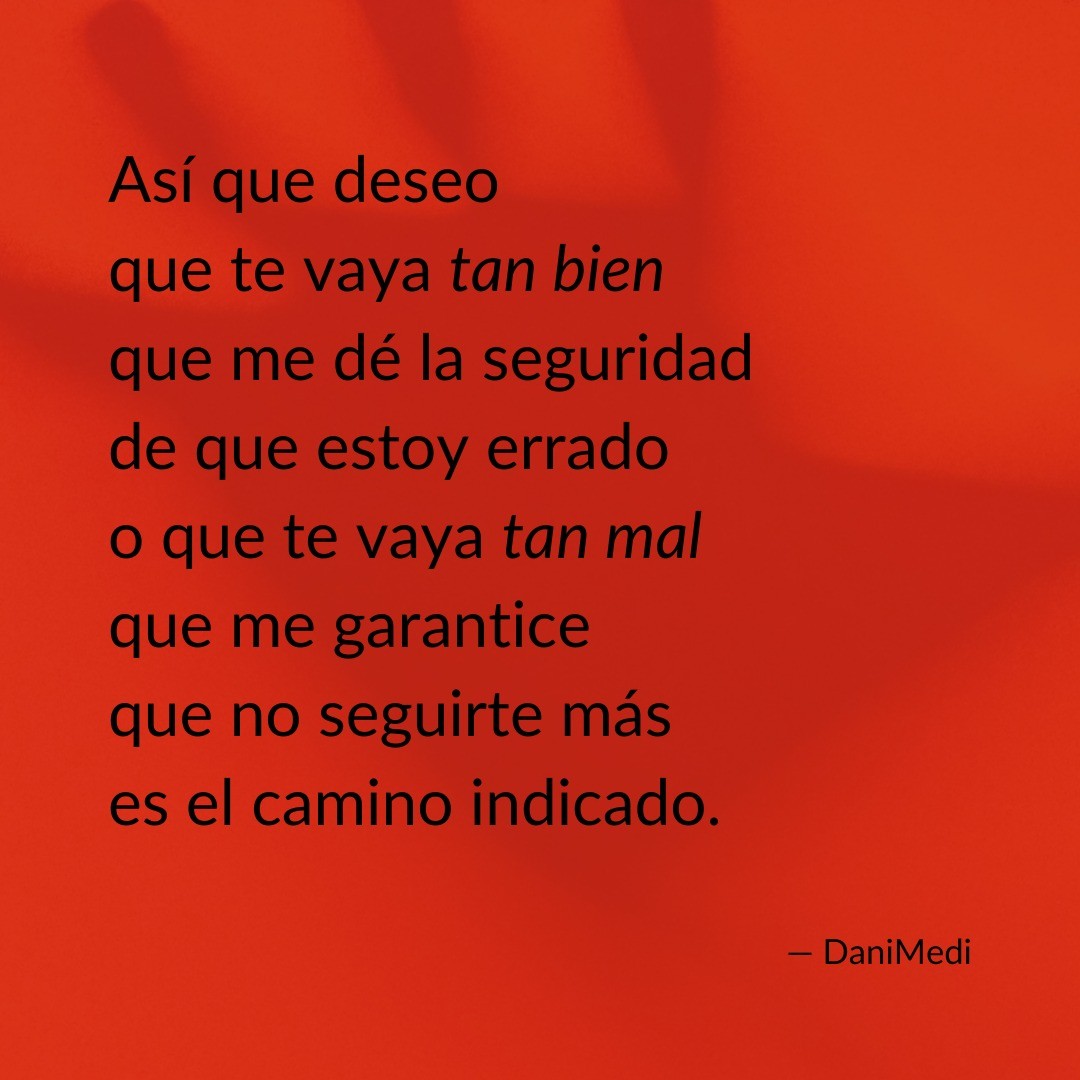 Así que deseo
que te vaya tan bien
que me dé la seguridad
de que estoy errado
o que te vaya tan mal
que me garantice
que no seguirte más
es el camino indicado.
— DaniMedi